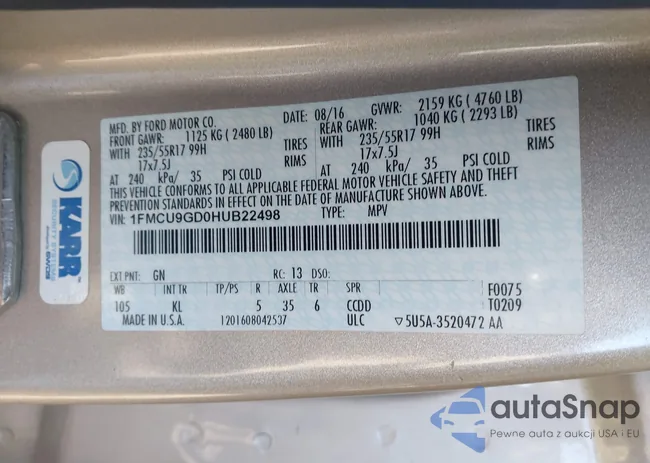 MFD. BY FORD MOTOR CO.
DATE: 08/16 GVWR: 2159 KG ( 4760 LB)
FRONT GAWR: 1125 KG ( 2480 LB) REAR GAWR: 1040 KG ( 2293 LB)
WITH 235/55R17 99H TIRES WITH 235/55R17 99H TIRES
17x7.5J RIMS 17x7.5J RIMS
AT 240 kPa/ 35 PSI COLD AT 240 kPa/ 35 PSI COLD
THIS VEHICLE CONFORMS TO ALL APPLICABLE FEDERAL MOTOR VEHICLE SAFETY AND THEFT
PREVENTION STANDARDS IN EFFECT ON THE DATE OF MANUFACTURE SHOWN ABOVE.
VIN: 1FMCU9GD0HUB22498 TYPE: MPV
EXT PNT: GN RC: 13 DSO:
WB INT TR TP/PS R AXLE TR SPR F0075
105 KL 5 35 6 CCDD T0209
MADE IN U.S.A. 1201608042537 ULC ▽5U5A-3520472 AA
KARR
SECURITY SYSTEMS
SWDS
autaSnap
Pewne auta z aukcji USA i EU